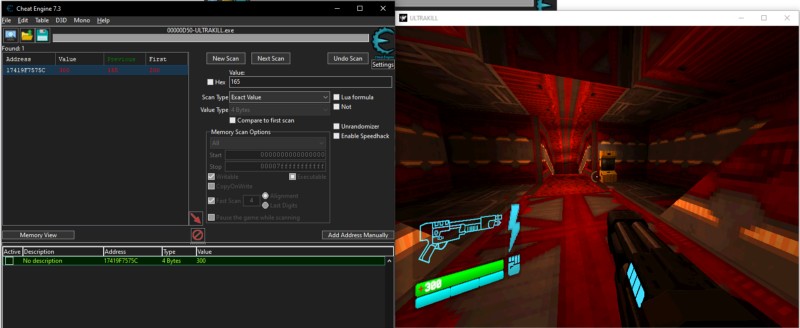 Cheat Engine 7.3
File Edit Table D3D Mono Help
00000D50-ULTRAKILL.exe
Found: 1
Address Value Previous First
17419F7575C 300
New Scan Next Scan Undo Scan
Settings
Value:
Hex 165
Scan Type Exact Value
Lua formula
Not
Value Type 4 Bytes
Compare to first scan
Unrandomizer
Enable Speedhack
Memory Scan Options
All
Start 0000000000000000
Stop 00007fffffffffff
Writable Executable
CopyOnWrite
Fast Scan 4 Alignment
Last Digits
Pause the game while scanning
Memory View
Add Address Manually
Active Description Address Type Value
No description 17419F7575C 4 Bytes 300
ULTRAKILL
300